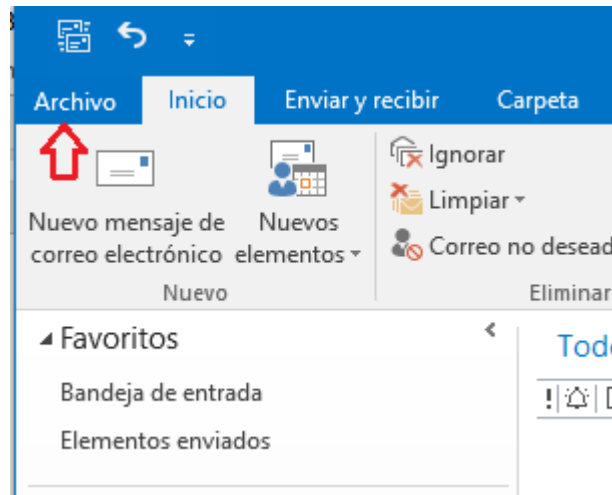 Archivo Inicio Enviar y recibir Carpeta
Ignorar
Limpiar
Nuevo mensaje de
correo electrónico
Nuevos
elementos
Correo no desead
Nuevo
Eliminar
Favoritos
Tod
Bandeja de entrada
Elementos enviados